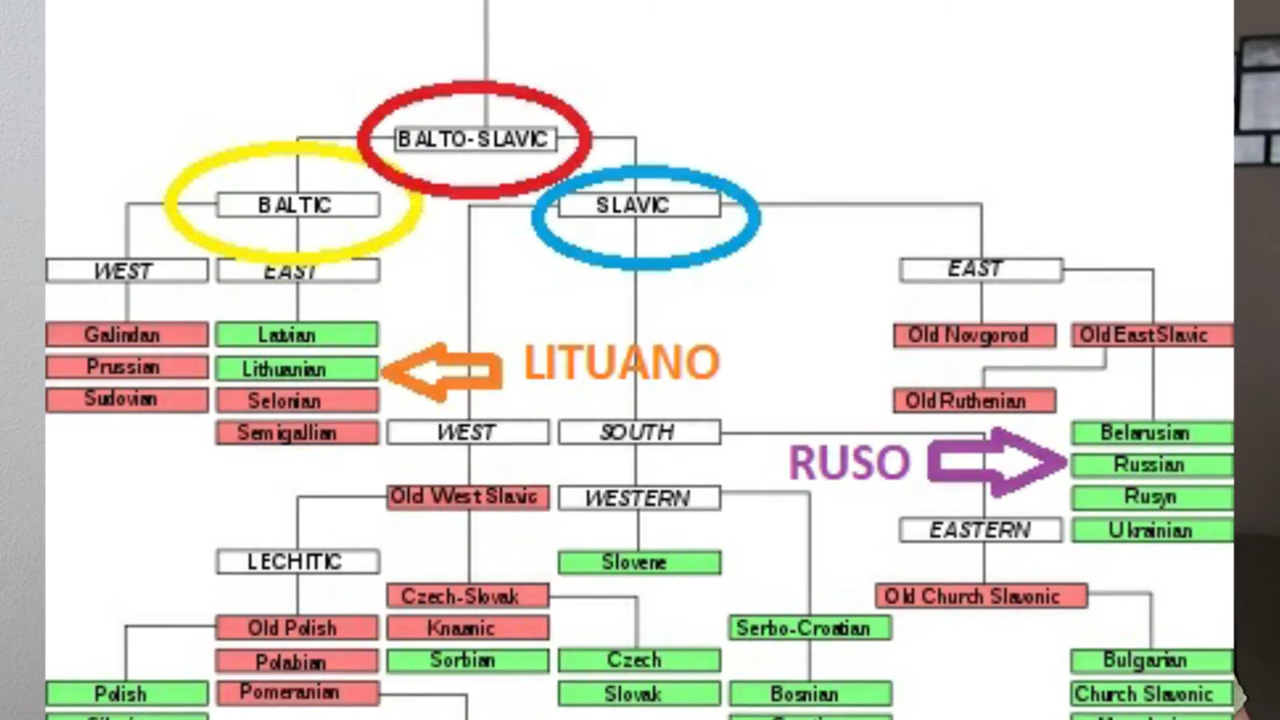 BALTO-SLAVIC
BALTIC
SLAVIC
WEST
EAST
EAST
Galindan
Latvian
Old Novgorod
Old East Slavic
Prussian
Lithuanian
LITUANO
Sudovian
Selonian
Old Ruthenian
Semigallian
WEST
SOUTH
Belarusian
RUSO
Russian
Old West Slavic
WESTERN
Rusyn
EASTERN
Ukrainian
LECHITIC
Slovene
Czech-Slovak
Old Church Slavonic
Old Polish
Knaanic
Serbo-Croatian
Polabian
Sorbian
Czech
Bulgarian
Polish
Pomeranian
Slovak
Bosnian
Church Slavonic